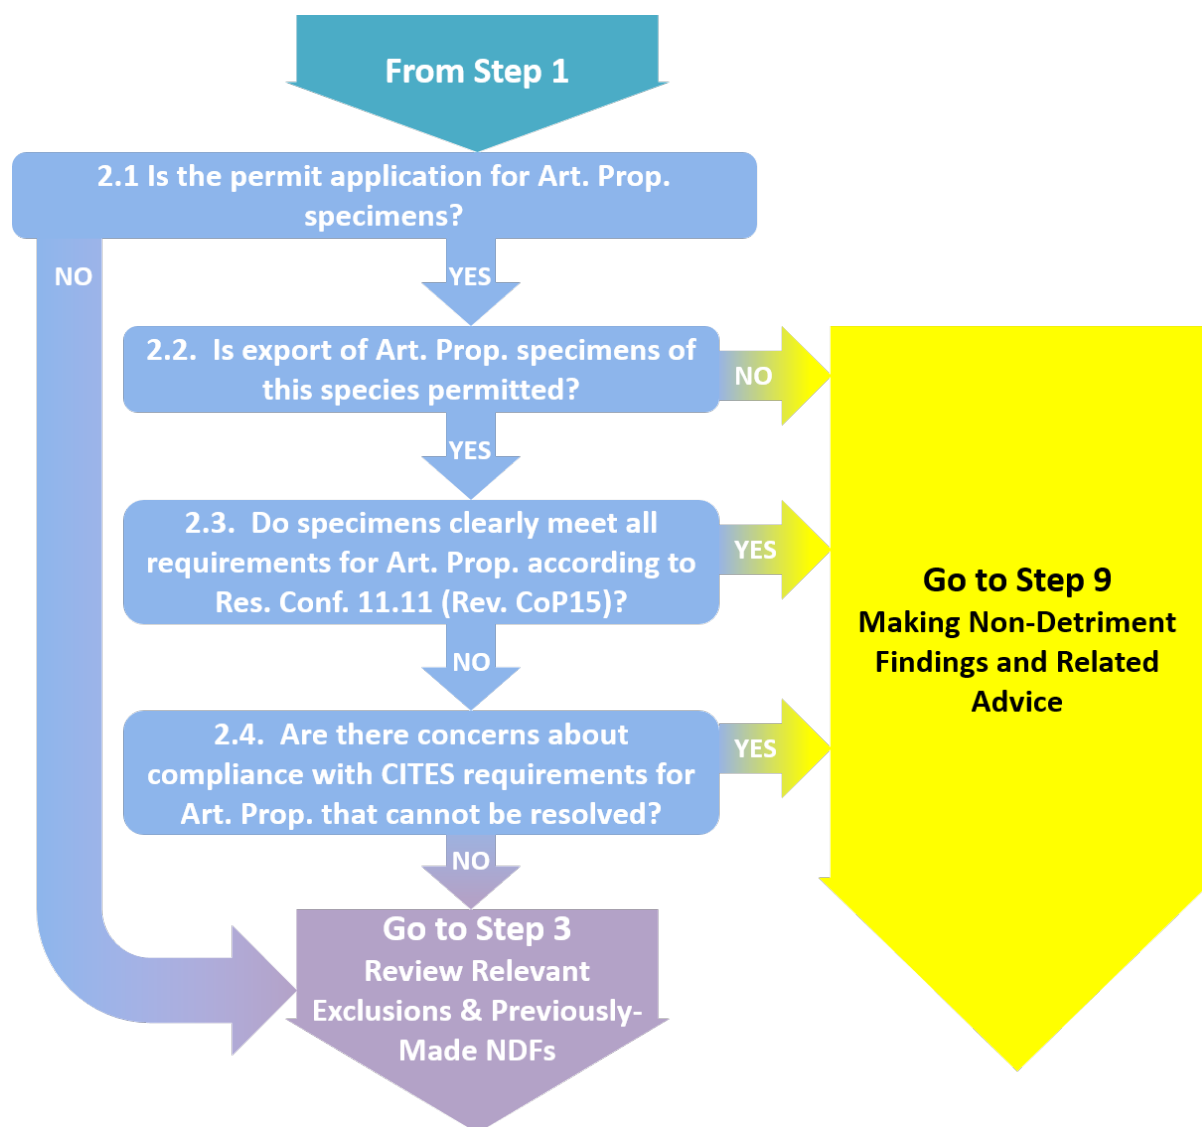 From Step 1
2.1 Is the permit application for Art. Prop.
specimens?
NO
YES
2.2.  Is export of Art. Prop. specimens of
this species permitted?
NO
YES
2.3.  Do specimens clearly meet all
requirements for Art. Prop. according to
Res. Conf. 11.11 (Rev. CoP15)?
YES
NO
2.4.  Are there concerns about
compliance with CITES requirements for
Art. Prop. that cannot be resolved?
YES
NO
Go to Step 9
Making Non-Detriment
Findings and Related
Advice
Go to Step 3
Review Relevant
Exclusions & Previously-
Made NDFs